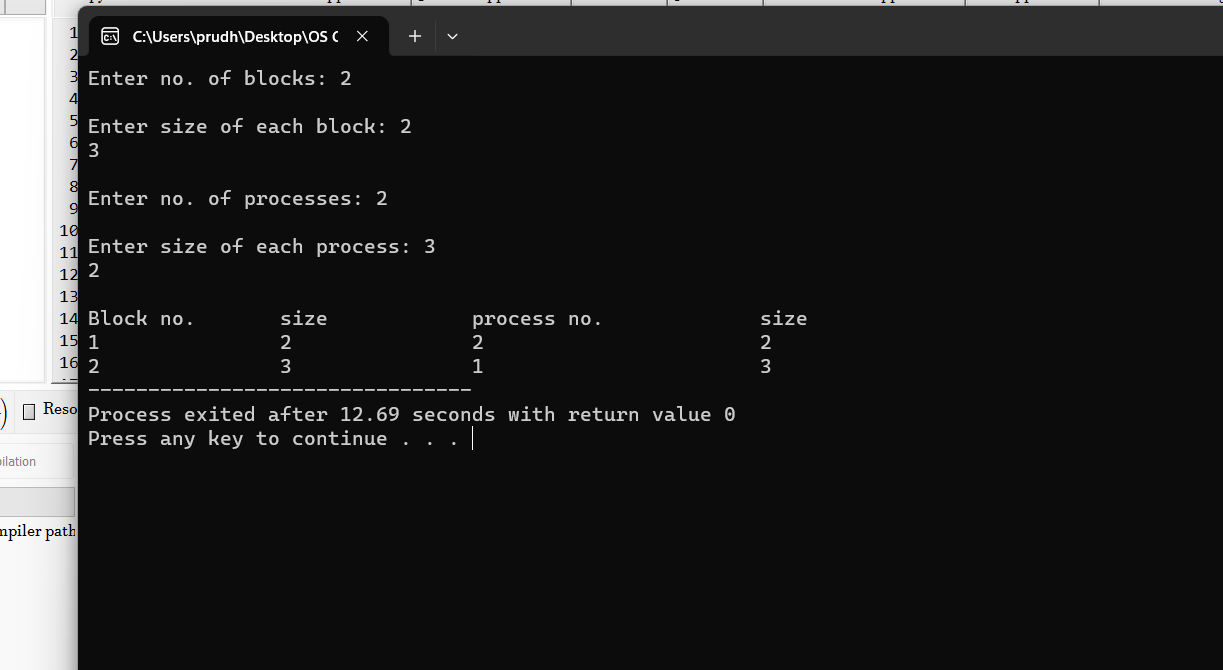 C:\Users\prudh\Desktop\OS C
Enter no. of blocks: 2
Enter size of each block: 2
3
Enter no. of processes: 2
Enter size of each process: 3
2
Block no. size process no. size
1 2 2 2
2 3 1 3
--------------------------------
Process exited after 12.69 seconds with return value 0
Press any key to continue . . .
1
2
3
4
5
6
7
8
9
10
11
12
13
14
15
16
) Reso
ilation
mpiler path